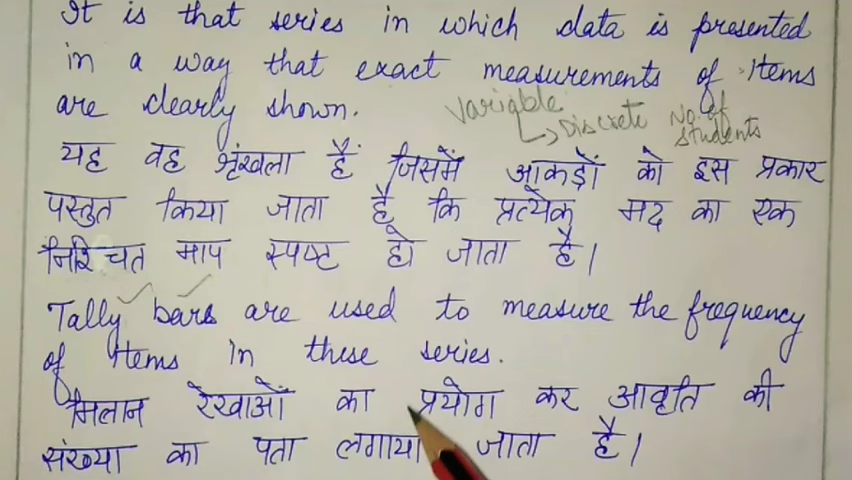 It is that series in which data is presented
in a way that exact measurements of Items
are clearly shown.
Variable
Discrete
No. of
Students
यह वह श्रृंखला है जिसमें आकड़ों को इस प्रकार
पस्तुत किया जाता है कि प्रत्येक मद का एक
निश्चित माप स्पष्ट हो जाता है।
Tally bars are used to measure the frequency
of Items in these series.
मिलान रेखाओं का प्रयोग कर आवृति की
संख्या का पता लगाया जाता है।